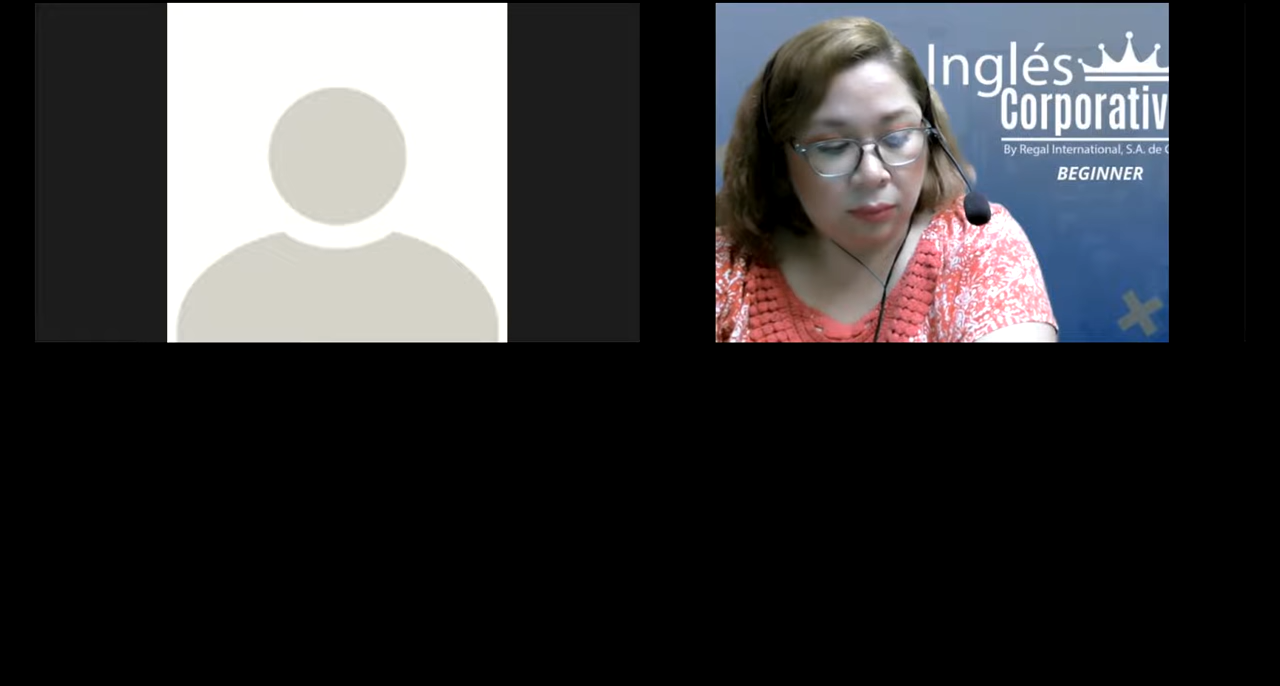 Inglés
Corporativ
By Regal International, S.A. de C
BEGINNER